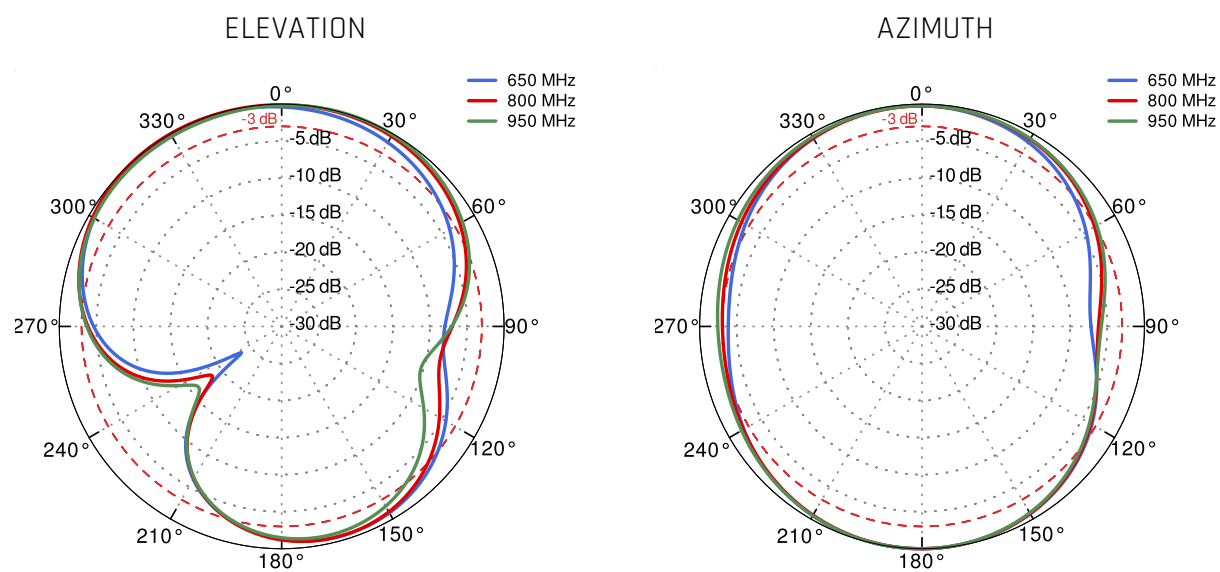 ELEVATION
650 MHz
800 MHz
950 MHz
0°
30°
60°
90°
120°
150°
180°
210°
240°
270°
300°
330°
-3 dB
-5 dB
-10 dB
-15 dB
-20 dB
-25 dB
-30 dB
AZIMUTH
650 MHz
800 MHz
950 MHz
0°
30°
60°
90°
120°
150°
180°
210°
240°
270°
300°
330°
-3 dB
-5 dB
-10 dB
-15 dB
-20 dB
-25 dB
-30 dB